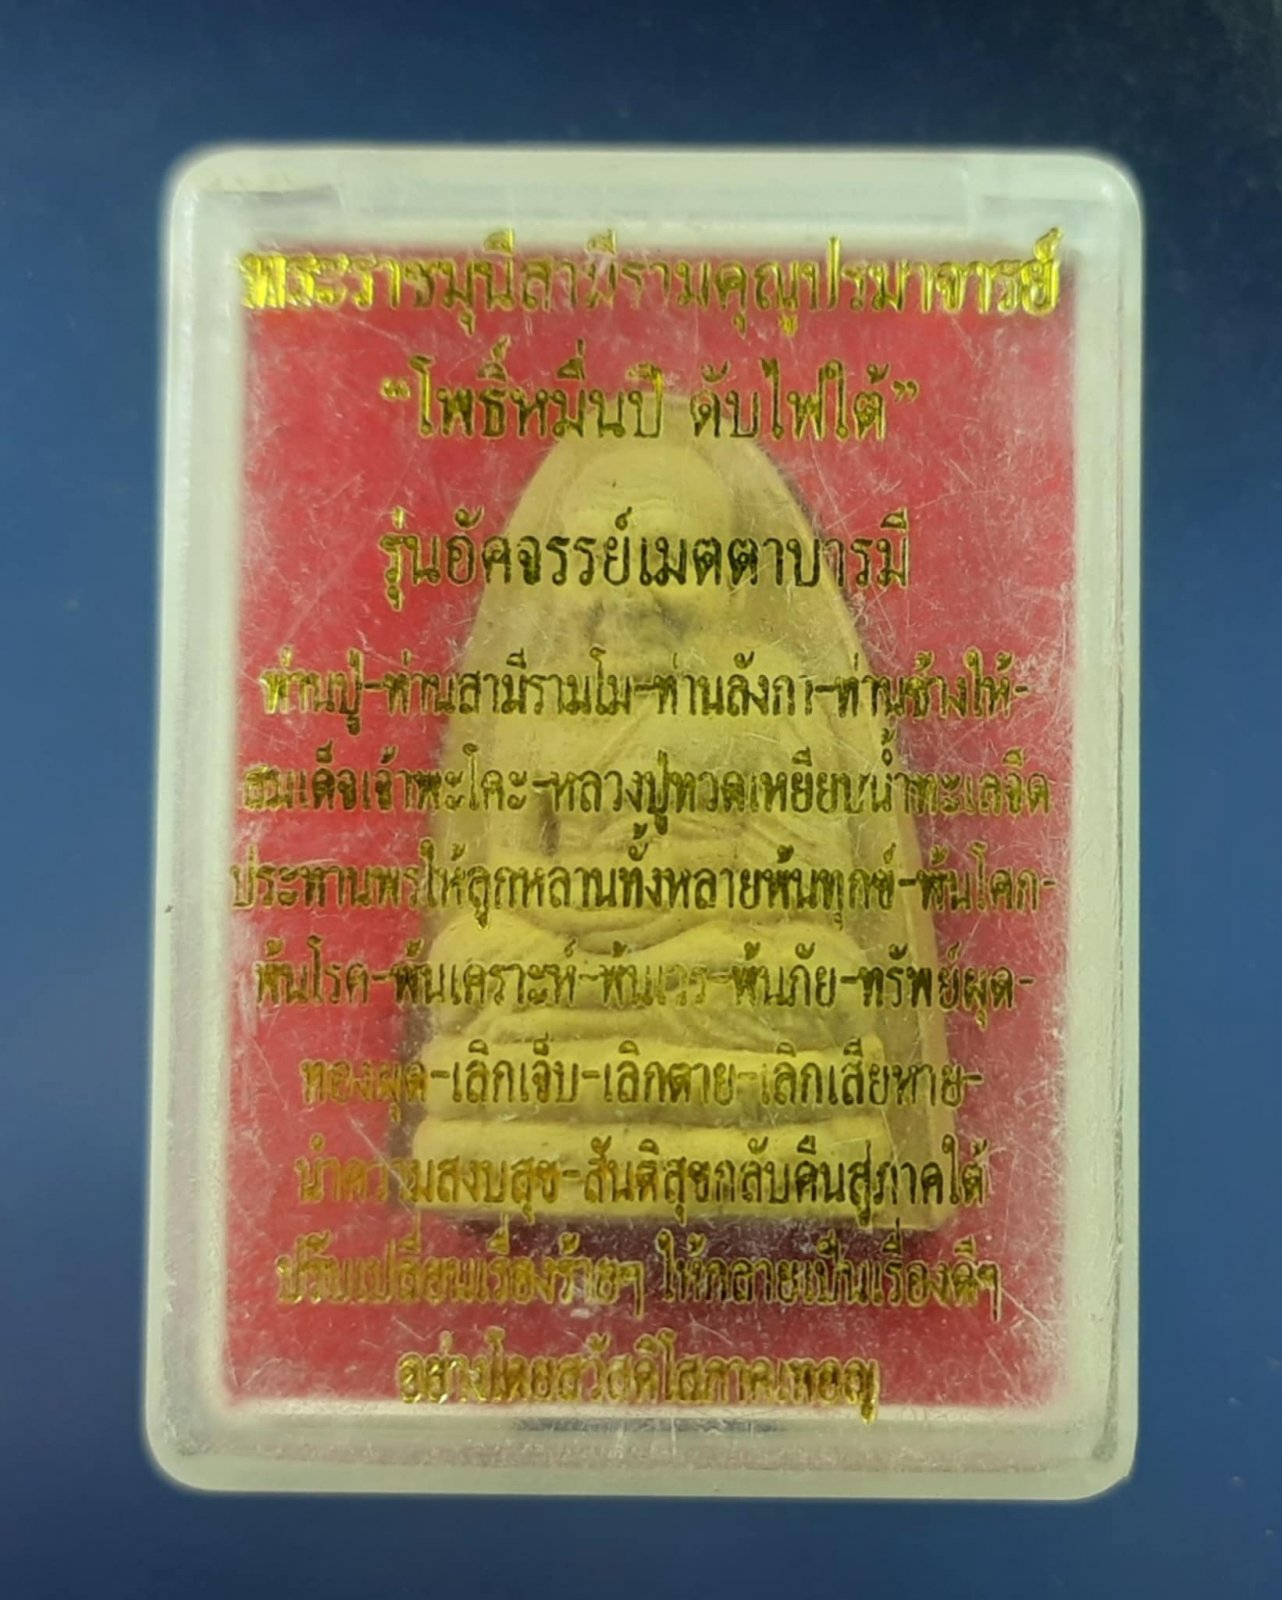 พระราชมุนีสามีรามคุณูปรมาจารย์
“โพธิ์หมื่นปี ดับไฟใต้”
รุ่นอัศจรรย์เมตตาบารมี
ท่านปู่-ท่านสามีรามโม-ท่านลังกา-ท่านช้างให้-
สมเด็จเจ้าพะโคะ-หลวงปู่ทวดเหยียบน้ำทะเลจืด
ประทานพรให้ลูกหลานทั้งหลายพ้นทุกข์-พ้นโศก-
พ้นโรค-พ้นเคราะห์-พ้นเวร-พ้นภัย-ทรัพย์ผุด-
ทองผุด-เลิกเจ็บ-เลิกตาย-เลิกเสียหาย-
นำความสงบสุข-สันติสุขกลับคืนสู่ภาคใต้
ปรับเปลี่ยนเรื่องร้ายๆ ให้กลายเป็นเรื่องดีๆ
อย่างโดยสวัสดิโสภาคเทอญ